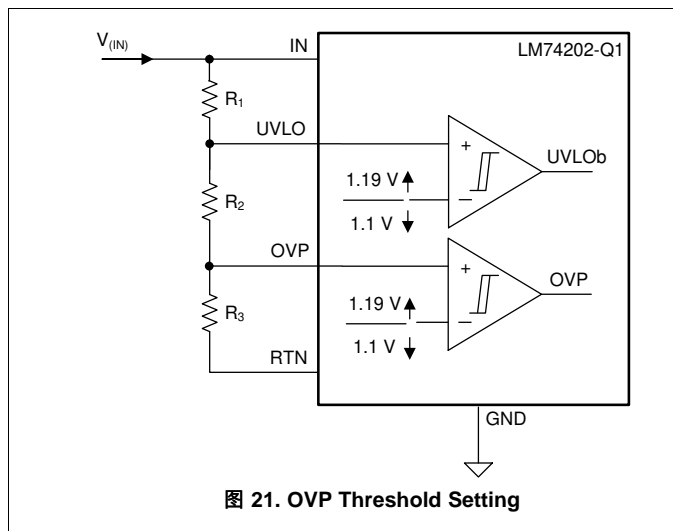 V(IN)
IN
LM74202-Q1
R1
UVLO
+
UVLOb
1.19 V
R2
1.1 V
–
OVP
+
OVP
1.19 V
R3
1.1 V
–
RTN
GND
图 21. OVP Threshold Setting